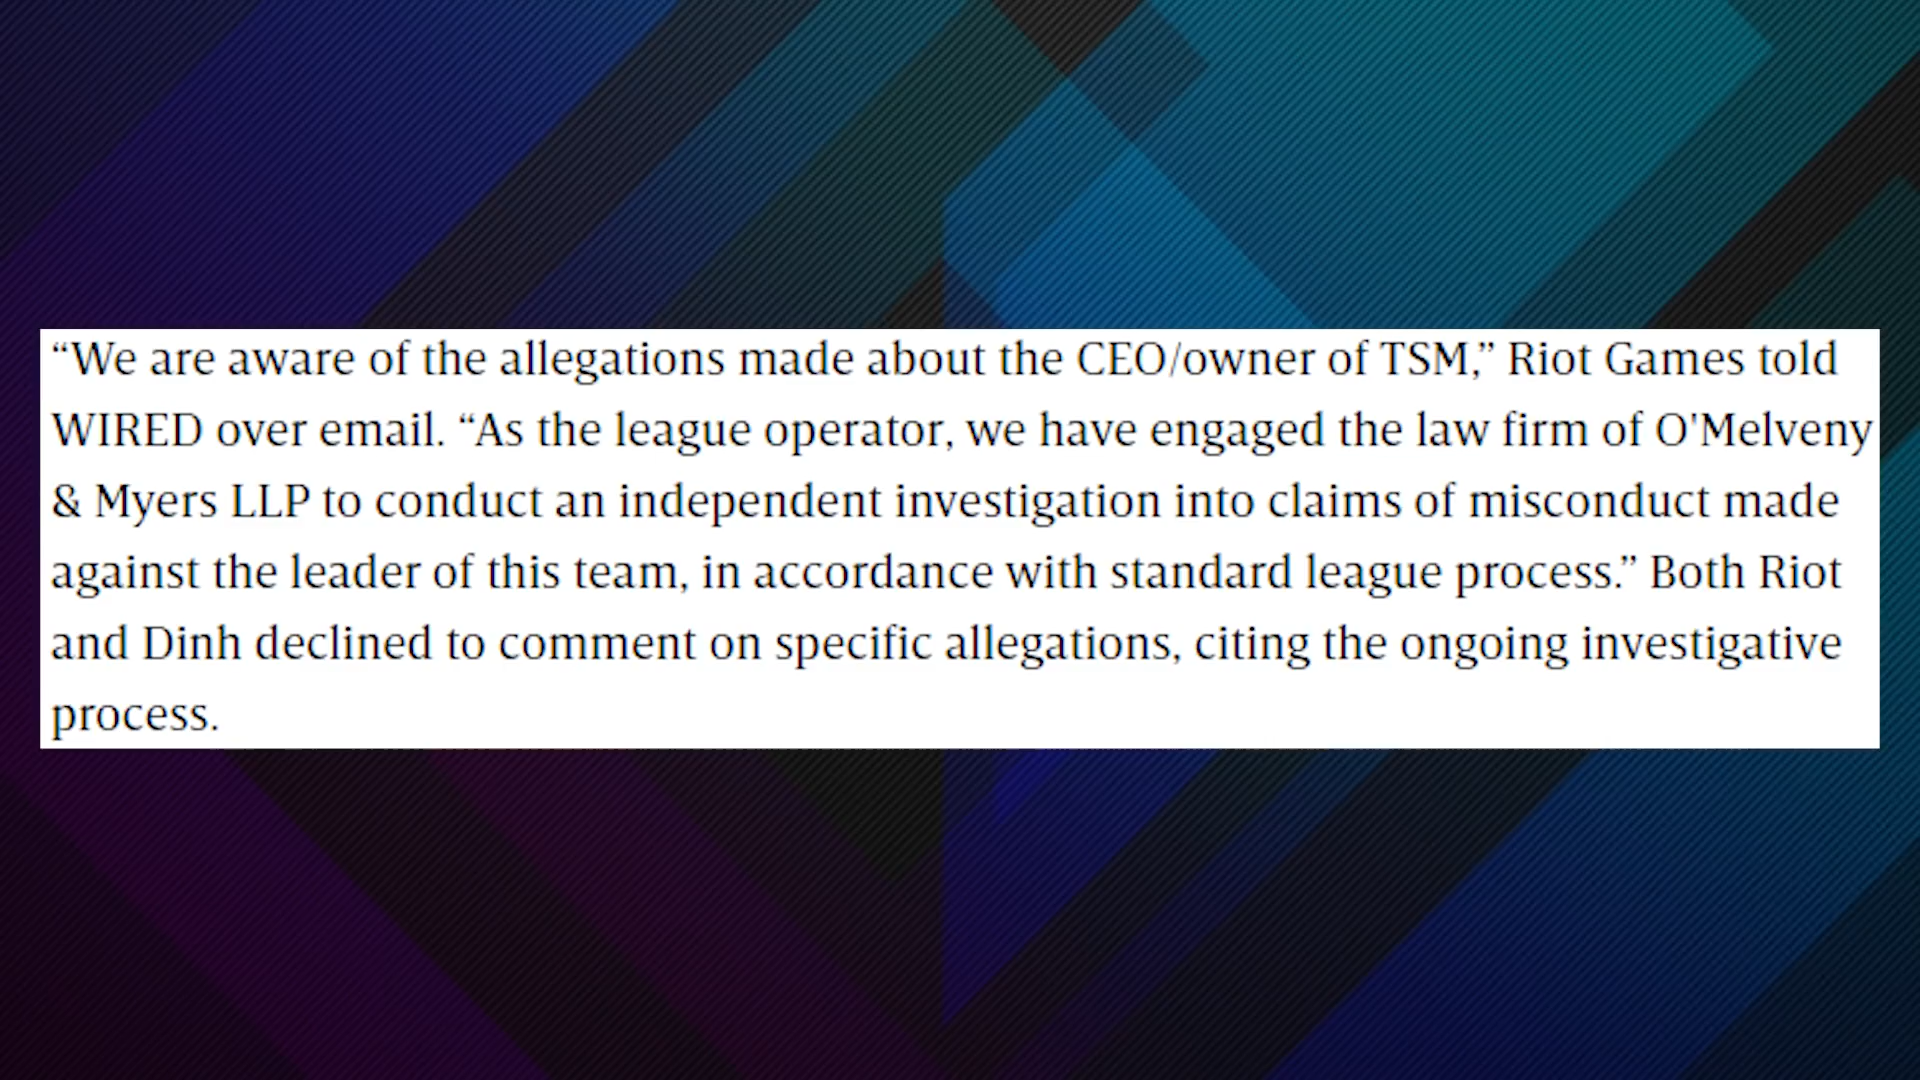 “We are aware of the allegations made about the CEO/owner of TSM,” Riot Games told
WIRED over email. “As the league operator, we have engaged the law firm of O'Melveny
& Myers LLP to conduct an independent investigation into claims of misconduct made
against the leader of this team, in accordance with standard league process.” Both Riot
and Dinh declined to comment on specific allegations, citing the ongoing investigative
process.